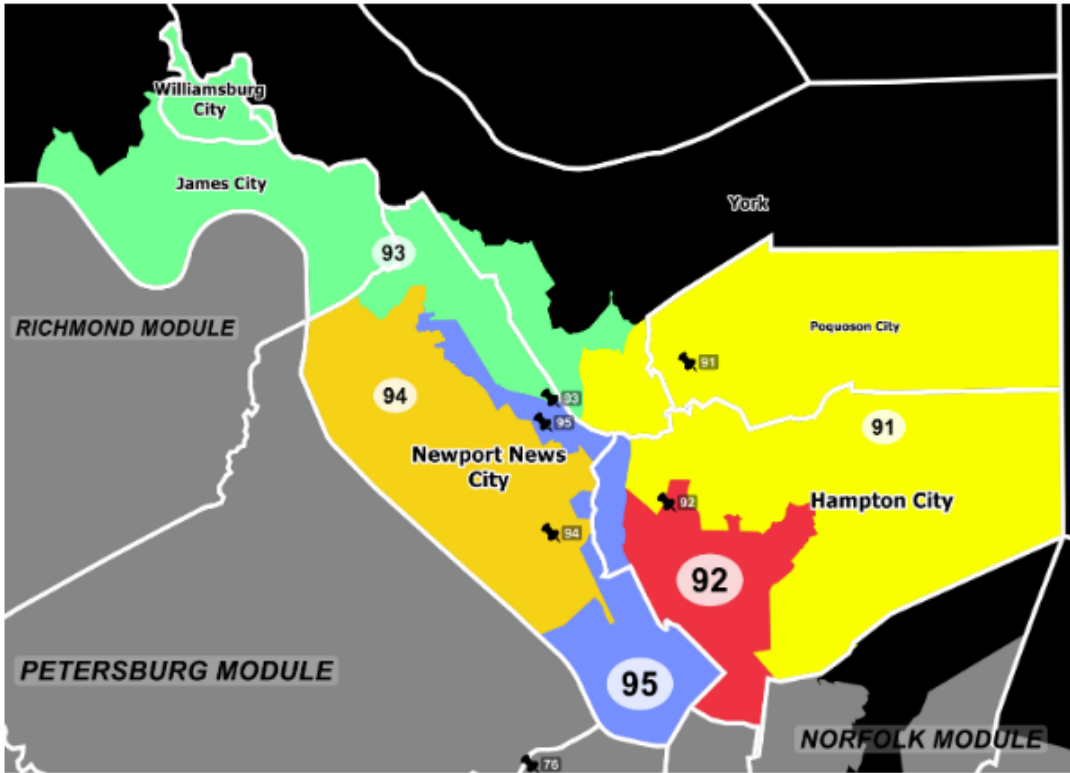 Williamsburg
City
James City
York
93
RICHMOND MODULE
Poquoson City
91
94
93
91
95
Newport News
City
Hampton City
92
94
92
PETERSBURG MODULE
95
NORFOLK MODULE
76